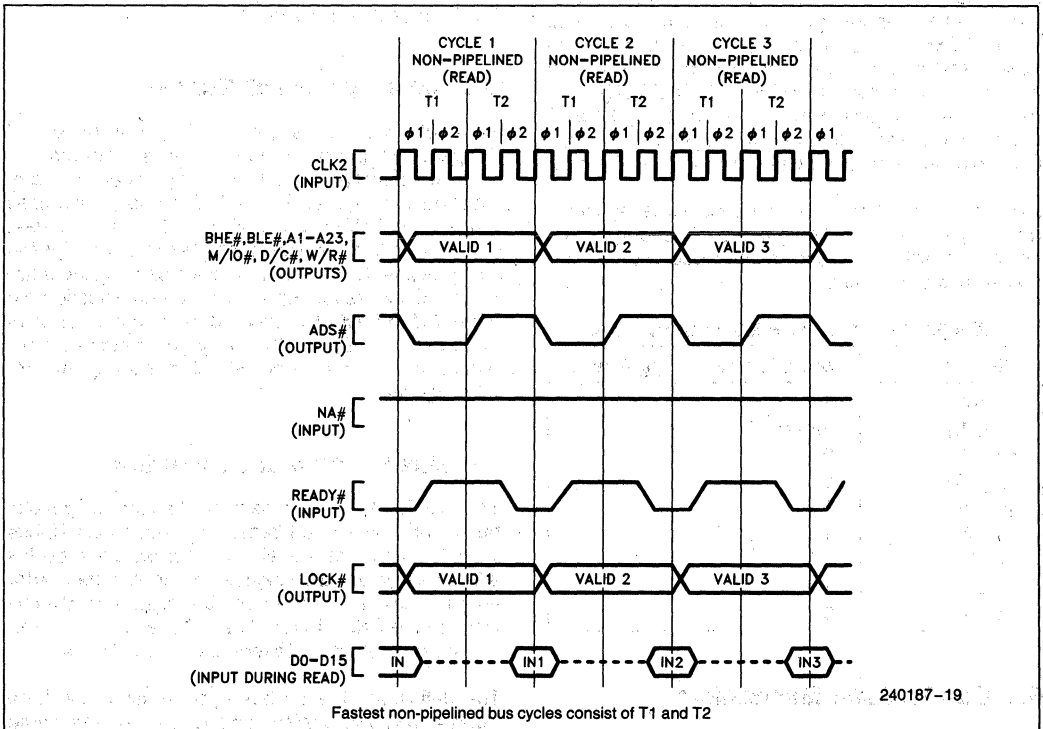 CYCLE 1 CYCLE 2 CYCLE 3
NON-PIPELINED NON-PIPELINED NON-PIPELINED
(READ) (READ) (READ)
T1 T2 T1 T2 T1 T2
ϕ1 ϕ2 ϕ1 ϕ2 ϕ1 ϕ2 ϕ1 ϕ2 ϕ1 ϕ2 ϕ1 ϕ2 ϕ1
CLK2
(INPUT)
BHE#,BLE#,A1-A23,
M/IO#,D/C#,W/R#
(OUTPUTS)
VALID 1 VALID 2 VALID 3
ADS#
(OUTPUT)
NA#
(INPUT)
READY#
(INPUT)
LOCK#
(OUTPUT)
VALID 1 VALID 2 VALID 3
D0-D15
(INPUT DURING READ)
IN IN1 IN2 IN3
240187-19
Fastest non-pipelined bus cycles consist of T1 and T2